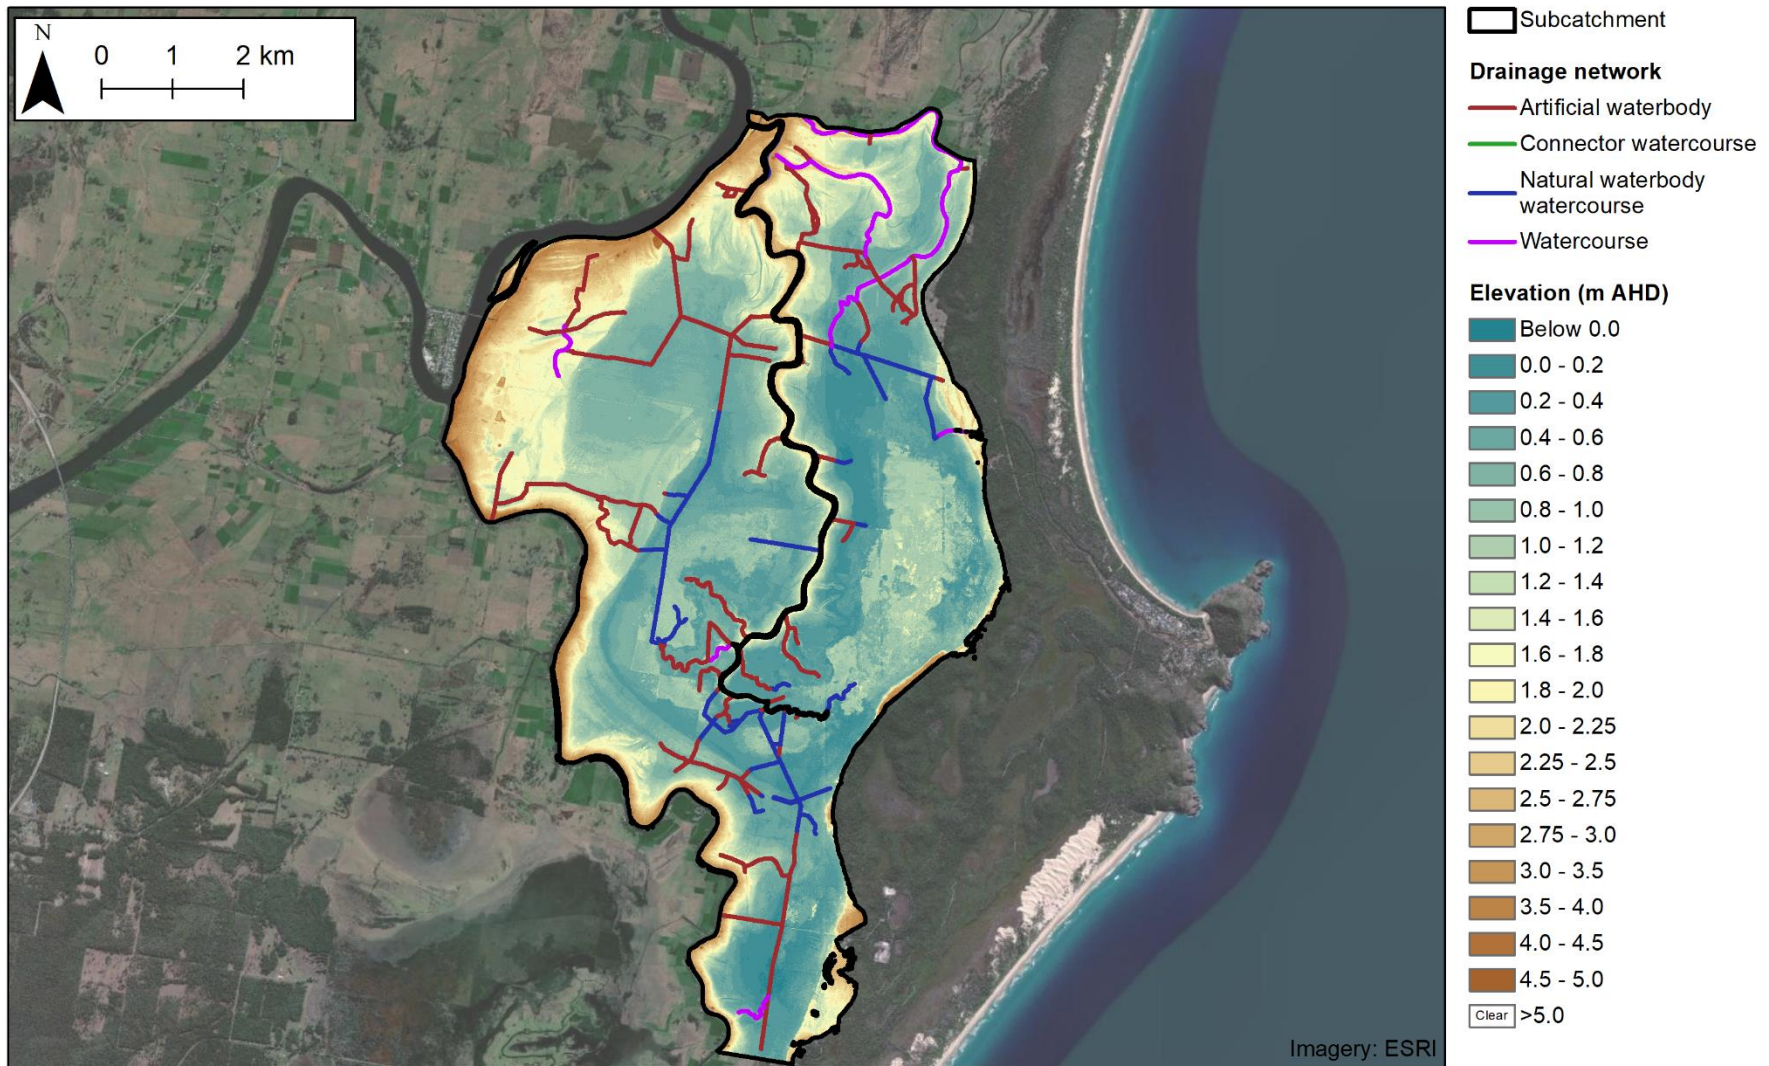 N
0 1 2 km
Subcatchment
Drainage network
Artificial waterbody
Connector watercourse
Natural waterbody
watercourse
Watercourse
Elevation (m AHD)
Below 0.0
0.0 - 0.2
0.2 - 0.4
0.4 - 0.6
0.6 - 0.8
0.8 - 1.0
1.0 - 1.2
1.2 - 1.4
1.4 - 1.6
1.6 - 1.8
1.8 - 2.0
2.0 - 2.25
2.25 - 2.5
2.5 - 2.75
2.75 - 3.0
3.0 - 3.5
3.5 - 4.0
4.0 - 4.5
4.5 - 5.0
Clear >5.0
Imagery: ESRI